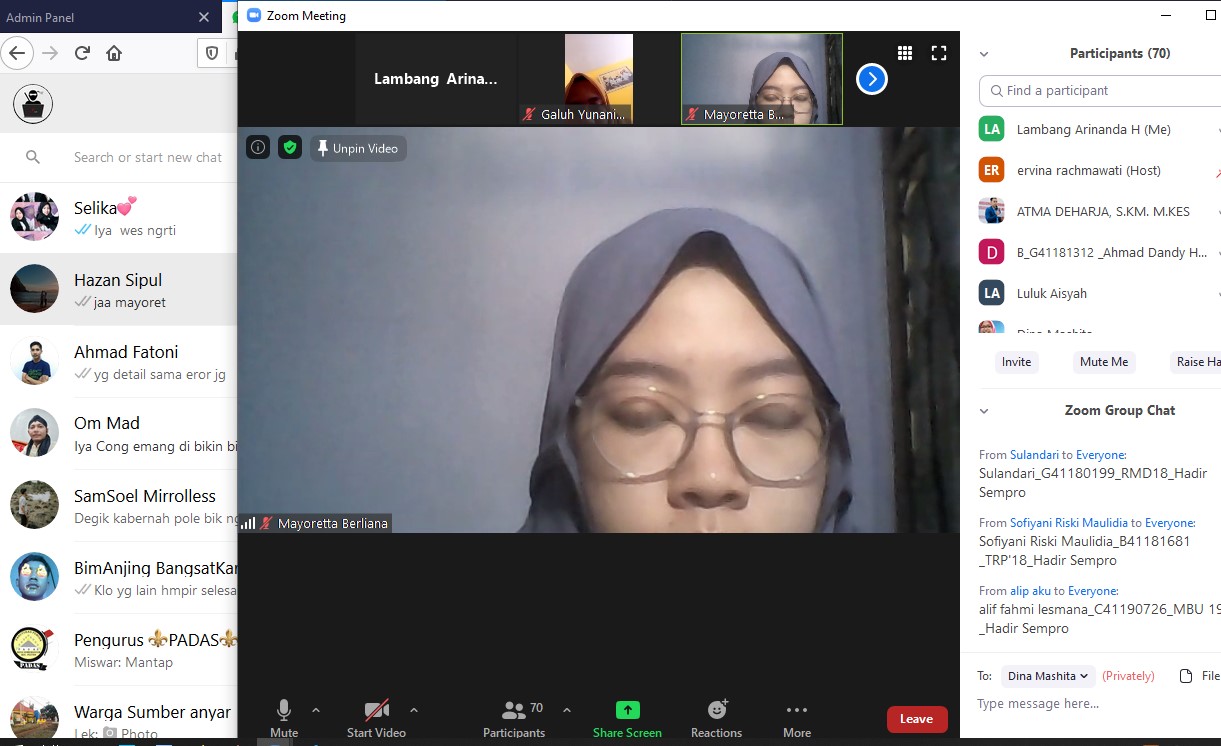 Admin Panel
Zoom Meeting
Search or start new chat
Selika
Iya wes ngrti
Hazan Sipul
jaa mayoret
Ahmad Fatoni
yg detail sama eror jg
Om Mad
Iya Cong emang di bikin bi
SamSoel Mirrolless
Degik kabernah pole bik ng
BimAnjing BangsatKar
Klo yg lain hmpir selesa
Pengurus ⚜PADAS⚜
PADAS
Miswar: Mantap
Warga Sumber anyar
Lek: Photo
Lambang Arina...
Galuh Yunani...
Mayoretta B...
Unpin Video
Mayoretta Berliana
Mute
Start Video
70
Participants
Share Screen
Reactions
More
Leave
Participants (70)
Find a participant
LA Lambang Arinanda H (Me)
ER ervina rachmawati (Host)
ATMA DEHARJA, S.KM. M.KES
D B_G41181312 _Ahmad Dandy H...
LA Luluk Aisyah
Dina Mashita
Invite
Mute Me
Raise Ha
Zoom Group Chat
From Sulandari to Everyone:
Sulandari_G41180199_RMD18_Hadir
Sempro
From Sofiyani Riski Maulidia to Everyone:
Sofiyani Riski Maulidia_B41181681
_TRP'18_Hadir Sempro
From alip aku to Everyone:
alif fahmi lesmana_C41190726_MBU 19
_Hadir Sempro
To: Dina Mashita (Privately)
File
Type message here...